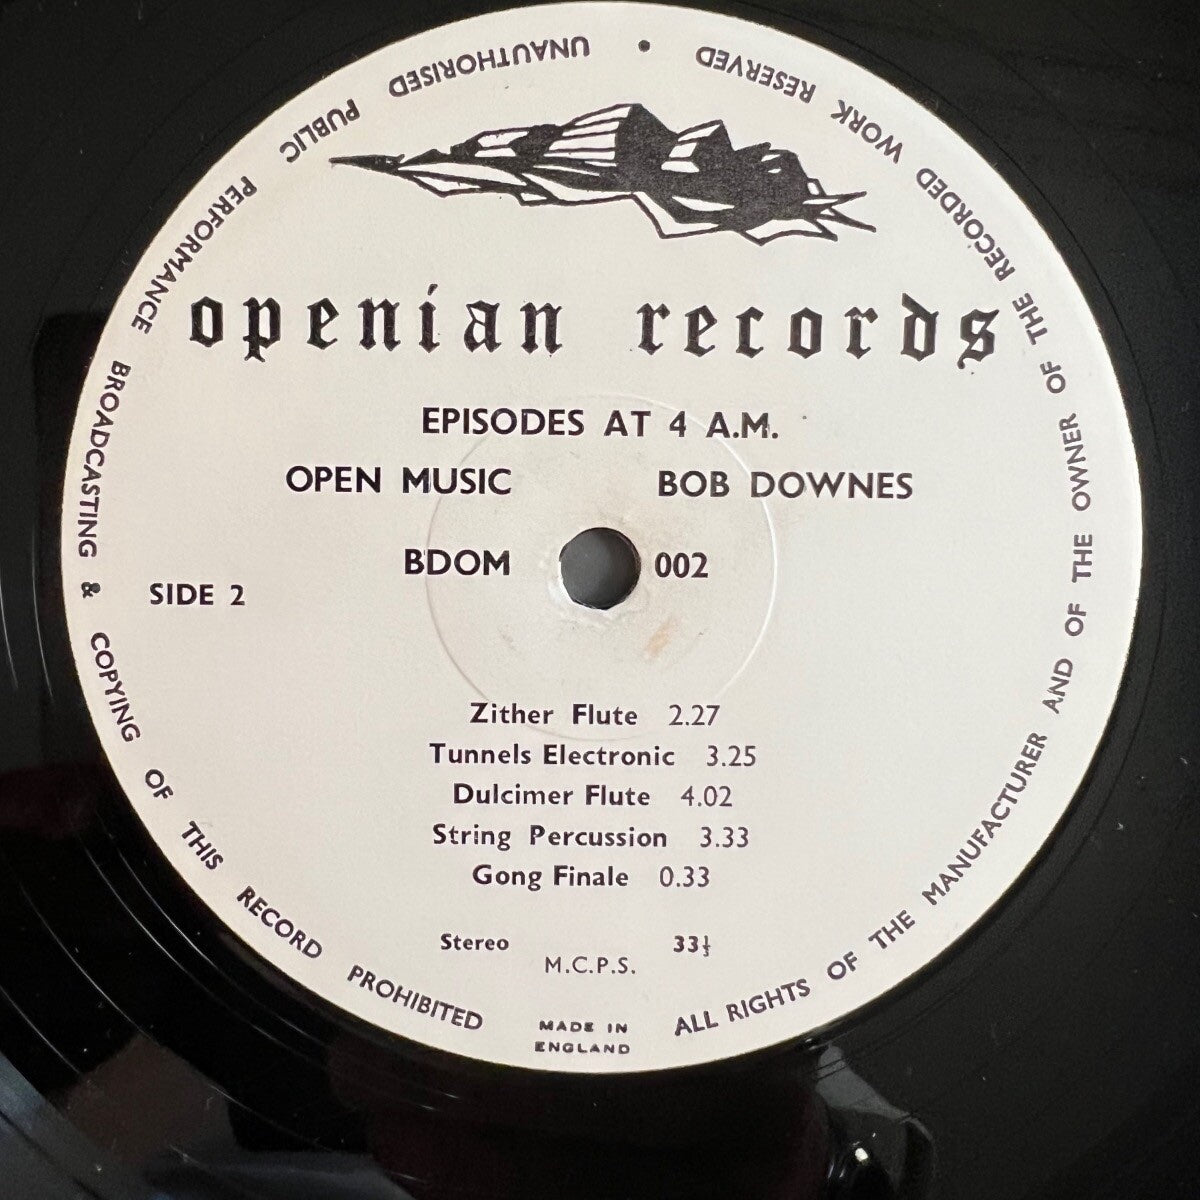 openian records
EPISODES AT 4 A.M.
OPEN MUSIC BOB DOWNES
BDOM 002
SIDE 2
Zither Flute 2.27
Tunnels Electronic 3.25
Dulcimer Flute 4.02
String Percussion 3.33
Gong Finale 0.33
Stereo 33⅓
M.C.P.S.
MADE IN
ENGLAND
ALL RIGHTS OF THE MANUFACTURER AND OF THE OWNER OF THE RECORDED WORK RESERVED • UNAUTHORISED PUBLIC PERFORMANCE BROADCASTING & COPYING OF THIS RECORD PROHIBITED